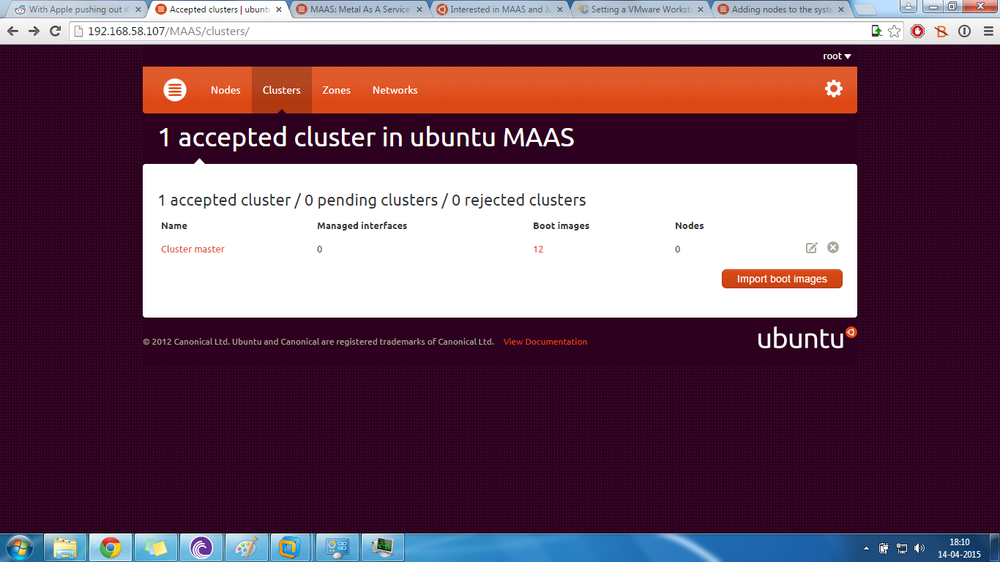 With Apple pushing out i
Accepted clusters | ubunt
MAAS: Metal As A Service
Interested in MAAS and Ju
Setting a VMwareWorksta
Adding nodes to the syste
192.168.58.107/MAAS/clusters/
root
Nodes Clusters Zones Networks
1 accepted cluster in ubuntu MAAS
1 accepted cluster / 0 pending clusters / 0 rejected clusters
Name Managed interfaces Boot images Nodes
Cluster master 0 12 0
Import boot images
© 2012 Canonical Ltd. Ubuntu and Canonical are registered trademarks of Canonical Ltd. View Documentation
ubuntu
18:10
14-04-2015